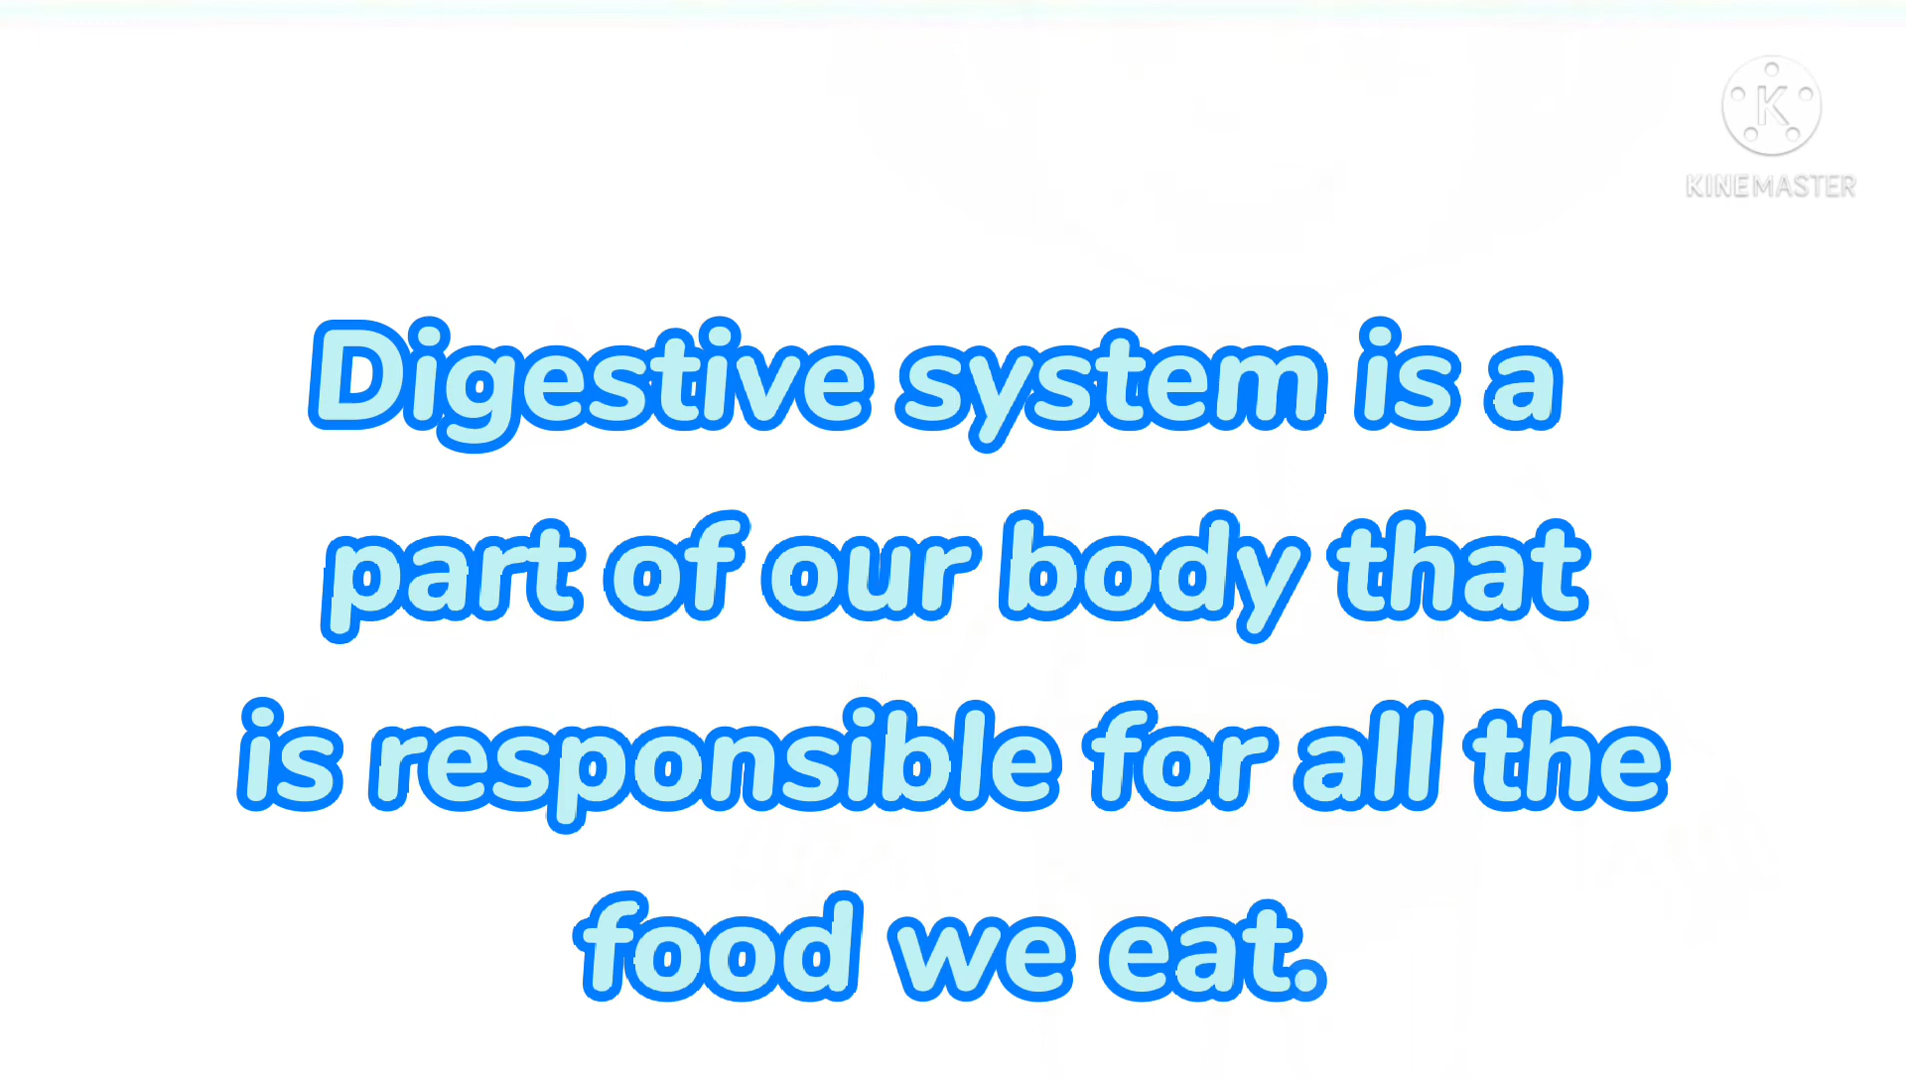 K
KINEMASTER
Digestive system is a
part of our body that
is responsible for all the
food we eat.